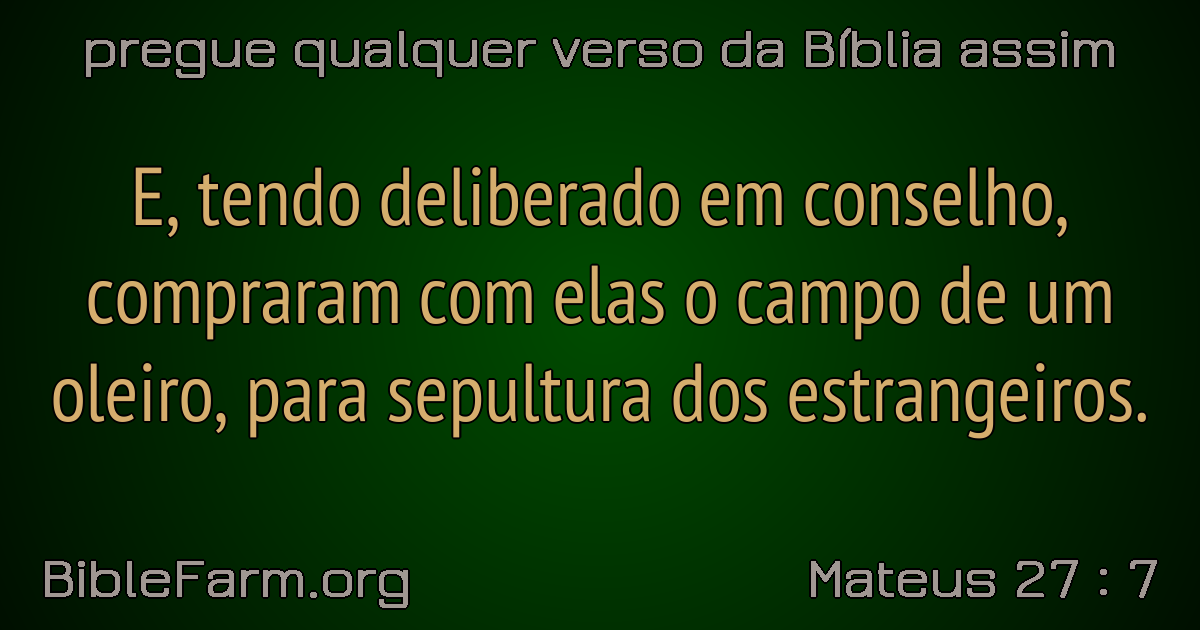 pregue qualquer verso da Bíblia assim
E, tendo deliberado em conselho,
compraram com elas o campo de um
oleiro, para sepultura dos estrangeiros.
BibleFarm.org
Mateus 27 : 7